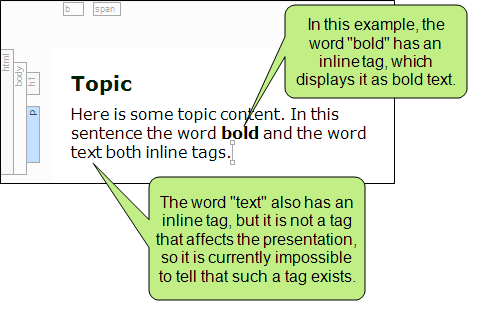 b span
In this example, the
word "bold" has an
inline tag, which
displays it as bold text.
html
body
h1
p
Topic
Here is some topic content. In this
sentence the word bold and the word
text both inline tags.
The word "text" also has an
inline tag, but it is not a tag
that affects the presentation,
so it is currently impossible
to tell that such a tag exists.